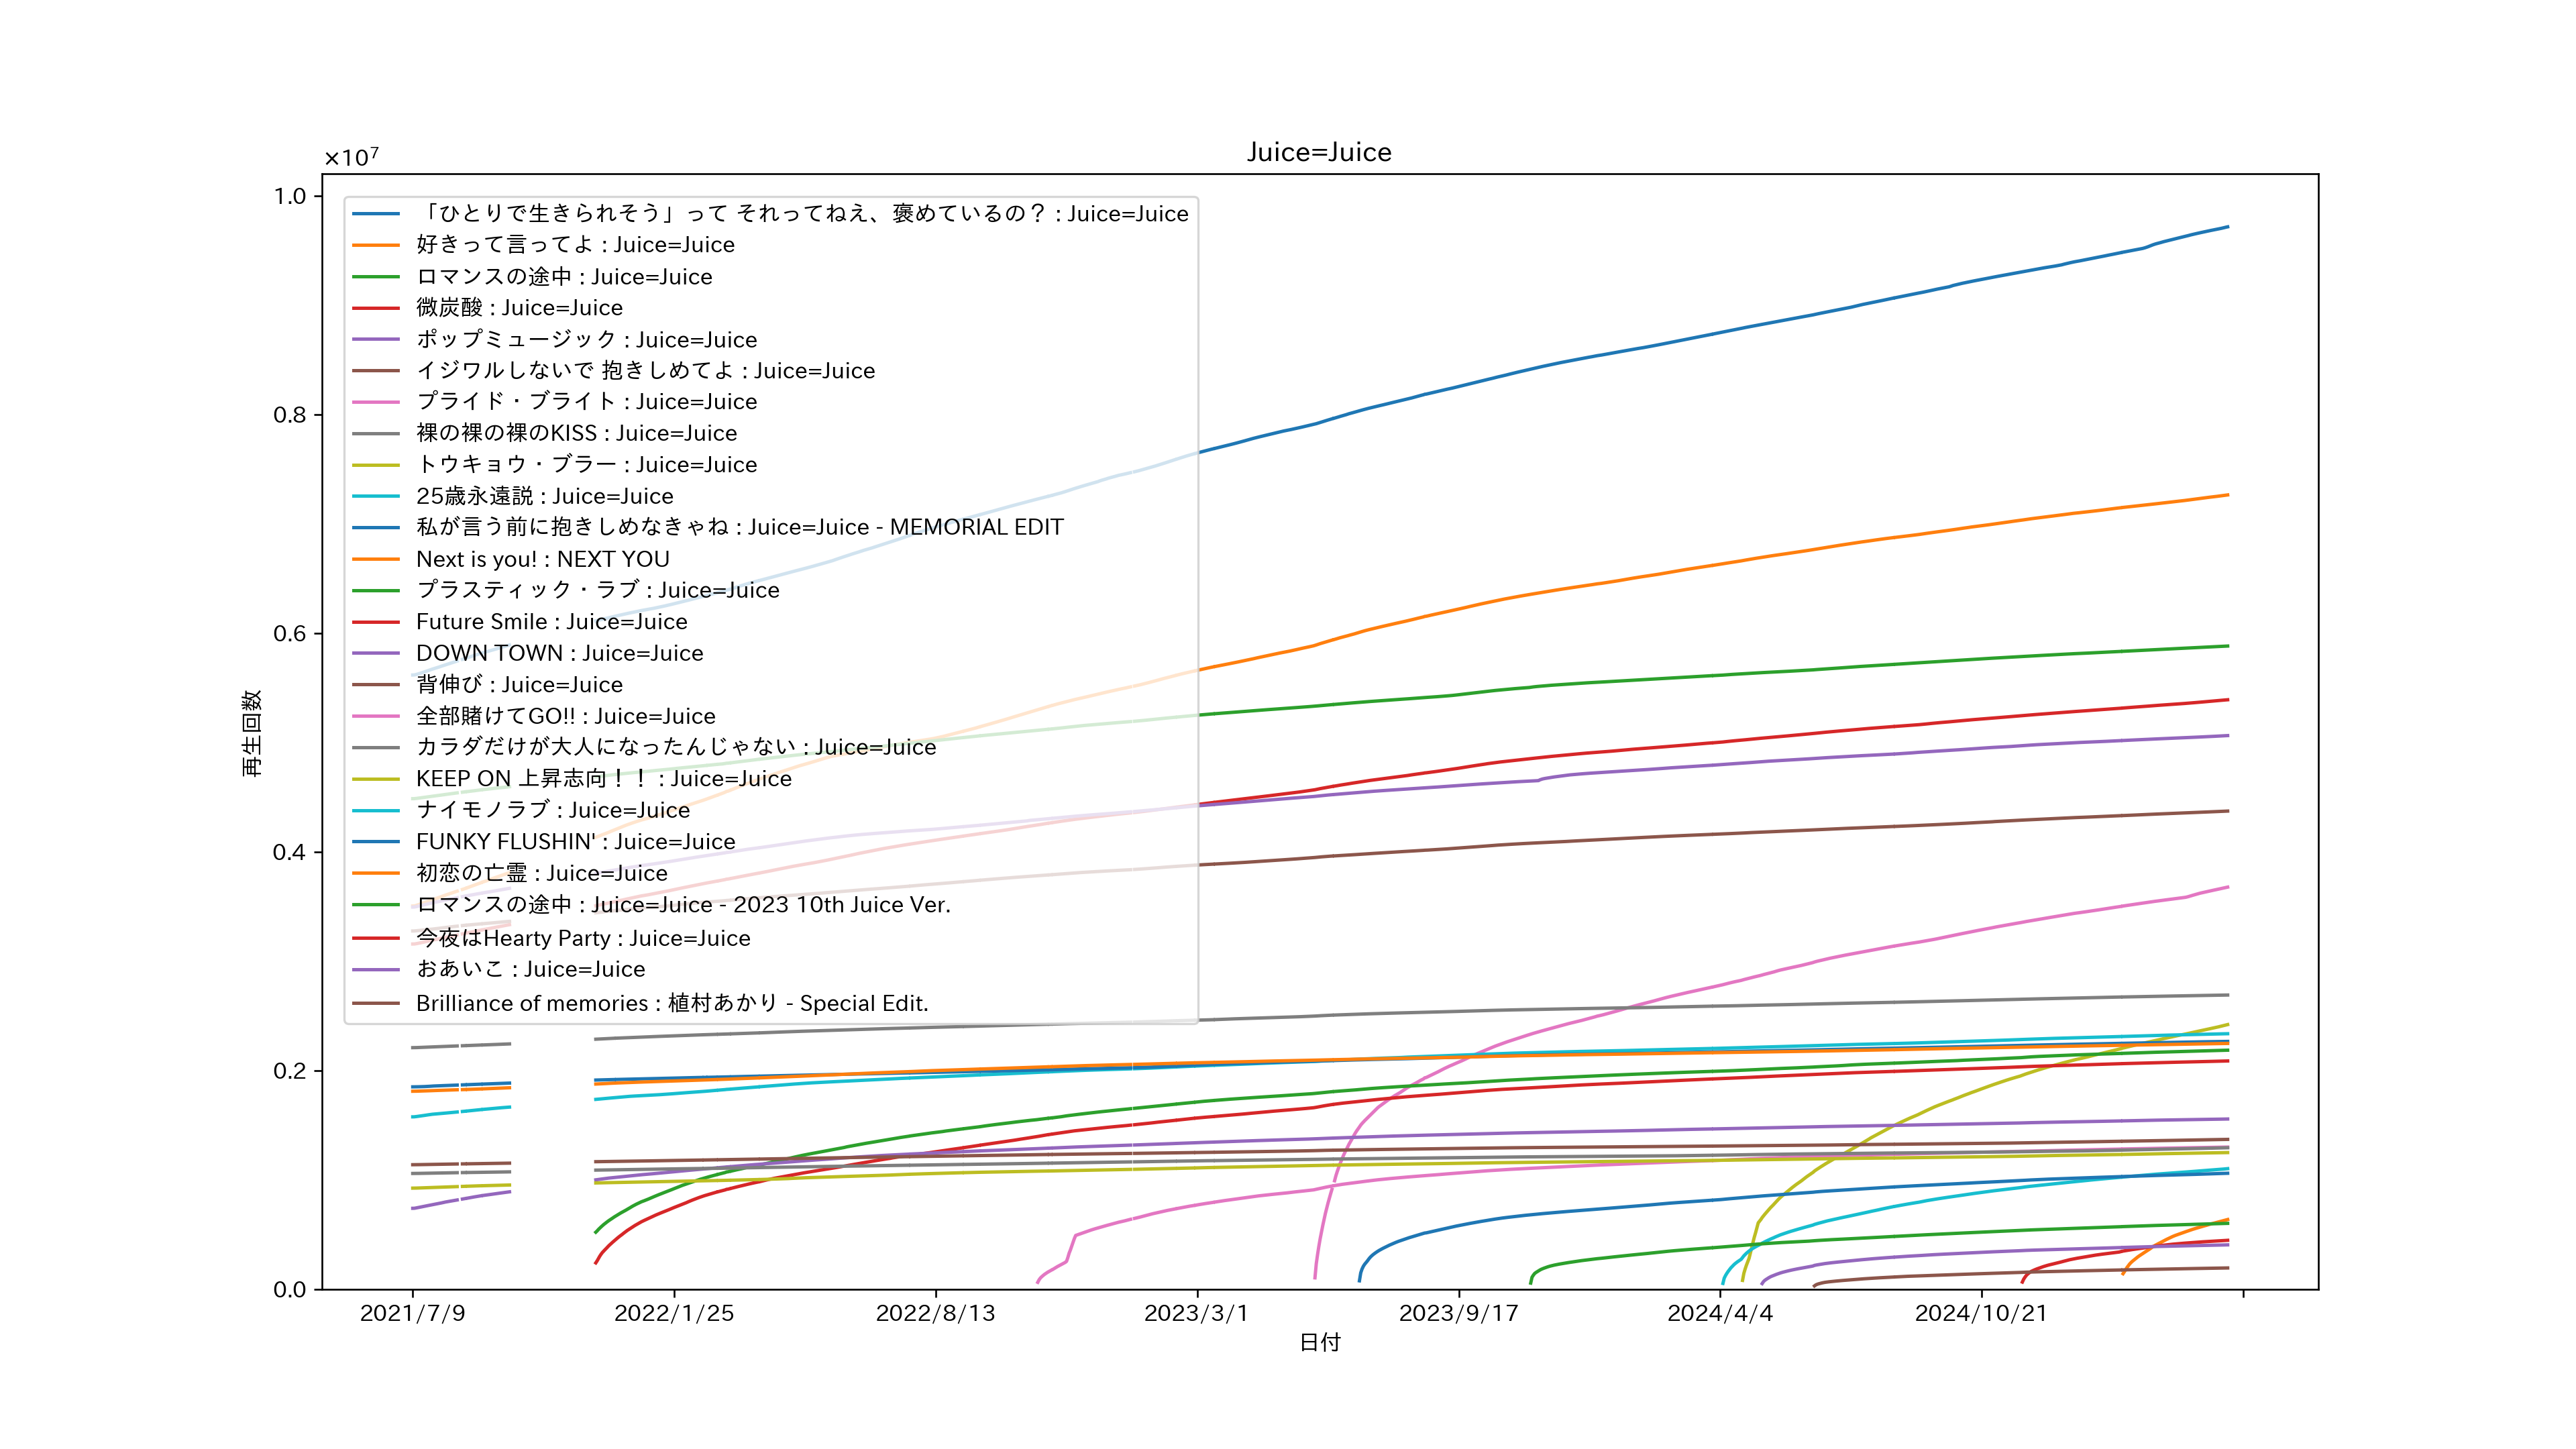 Juice=Juice
×10⁷
1.0
0.8
0.6
0.4
0.2
0.0
再生回数
「ひとりで生きられそう」って それってねえ、褒めているの？ : Juice=Juice
好きって言ってよ : Juice=Juice
ロマンスの途中 : Juice=Juice
微炭酸 : Juice=Juice
ポップミュージック : Juice=Juice
イジワルしないで 抱きしめてよ : Juice=Juice
プライド・ブライト : Juice=Juice
裸の裸の裸のKISS : Juice=Juice
トウキョウ・ブラー : Juice=Juice
25歳永遠説 : Juice=Juice
私が言う前に抱きしめなきゃね : Juice=Juice - MEMORIAL EDIT
Next is you! : NEXT YOU
プラスティック・ラブ : Juice=Juice
Future Smile : Juice=Juice
DOWN TOWN : Juice=Juice
背伸び : Juice=Juice
全部賭けてGO!! : Juice=Juice
カラダだけが大人になったんじゃない : Juice=Juice
KEEP ON 上昇志向！！ : Juice=Juice
ナイモノラブ : Juice=Juice
FUNKY FLUSHIN' : Juice=Juice
初恋の亡霊 : Juice=Juice
ロマンスの途中 : Juice=Juice - 2023 10th Juice Ver.
今夜はHearty Party : Juice=Juice
おあいこ : Juice=Juice
Brilliance of memories : 植村あかり - Special Edit.
2021/7/9
2022/1/25
2022/8/13
2023/3/1
2023/9/17
2024/4/4
2024/10/21
日付